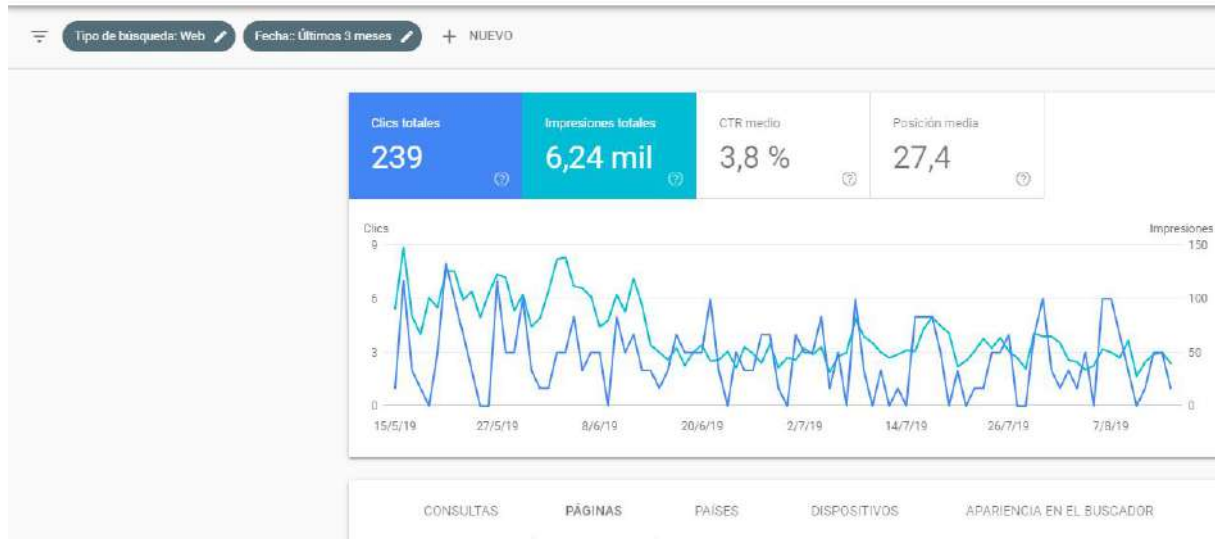 Tipo de búsqueda: Web Fecha:: Últimos 3 meses + NUEVO
Clics totales Impresiones totales CTR medio Posición media
239 6,24 mil 3,8 % 27,4
Clics Impresiones
9 150
6 100
3 50
0 0
15/5/19 27/5/19 8/6/19 20/6/19 2/7/19 14/7/19 26/7/19 7/8/19
CONSULTAS PÁGINAS PAÍSES DISPOSITIVOS APARIENCIA EN EL BUSCADOR